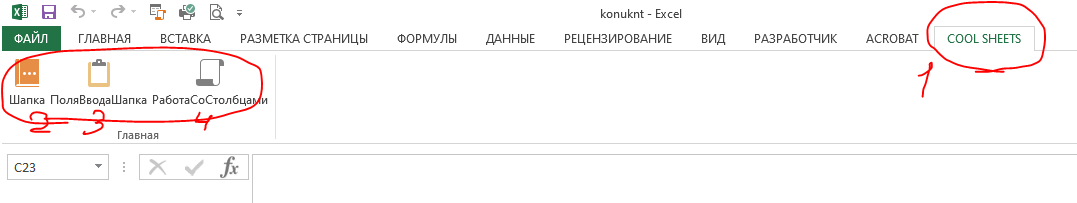 konuknt - Excel
ФАЙЛ ГЛАВНАЯ ВСТАВКА РАЗМЕТКА СТРАНИЦЫ ФОРМУЛЫ ДАННЫЕ РЕЦЕНЗИРОВАНИЕ ВИД РАЗРАБОТЧИК ACROBAT COOL SHEETS
1
Шапка ПоляВводаШапка РаботаСоСтолбцами
2 3 4
Главная
C23 fx